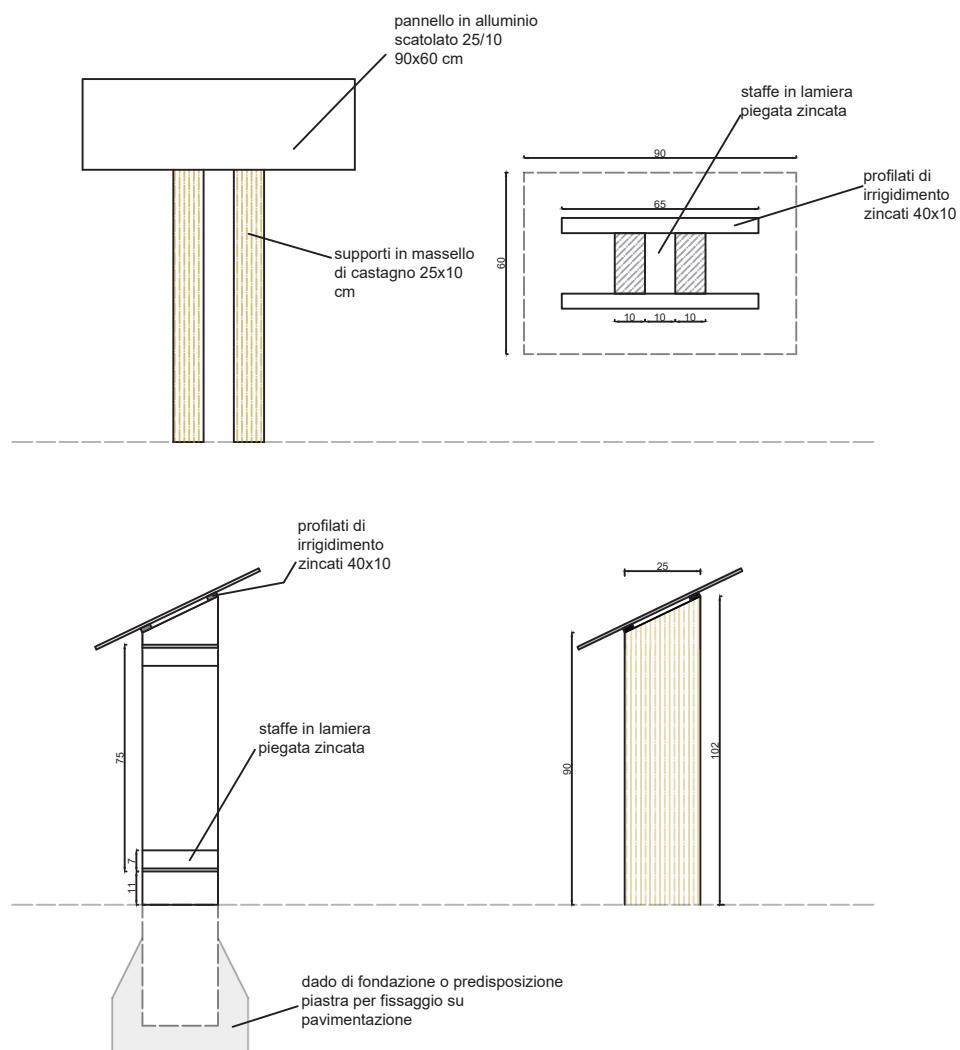 pannello in alluminio
scatolato 25/10
90x60 cm
supporti in massello
di castagno 25x10
cm
staffe in lamiera
piegata zincata
90
profilati di
irrigidimento
zincati 40x10
65
60
10 10 10
profilati di
irrigidimento
zincati 40x10
staffe in lamiera
piegata zincata
75
7
11
dado di fondazione o predisposizione
piastra per fissaggio su
pavimentazione
25
90
102